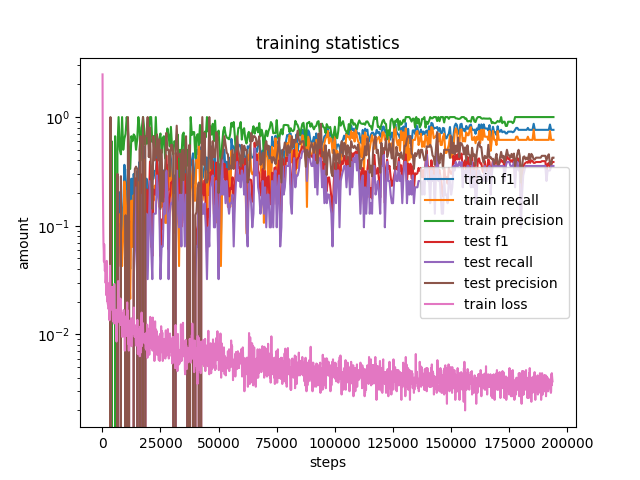 training statistics
amount
10⁰
10⁻¹
10⁻²
train f1
train recall
train precision
test f1
test recall
test precision
train loss
0 25000 50000 75000 100000 125000 150000 175000 200000
steps